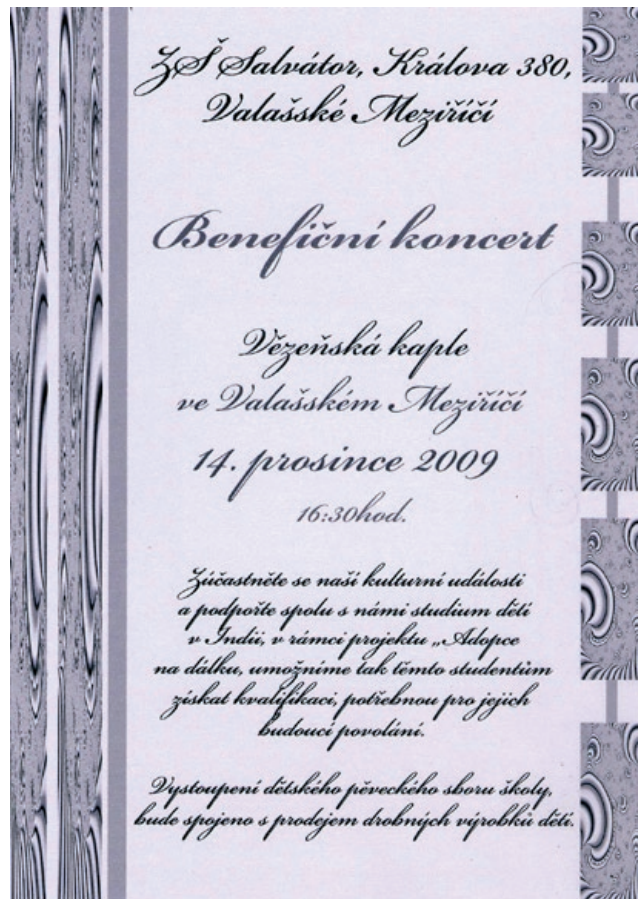 ZŠ Salvátor, Králova 380,
Valašské Meziříčí
Benefiční koncert
Vězeňská kaple
ve Valašském Meziříčí
14. prosince 2009
16:30hod.
Zúčastněte se naší kulturní události
a podpořte spolu s námi studium dětí
v Indii, v rámci projektu „Adopce
na dálku, umožníme tak těmto studentům
získat kvalifikaci, potřebnou pro jejich
budoucí povolání.
Vystoupení dětského pěveckého sboru školy,
bude spojeno s prodejem drobných výrobků dětí.